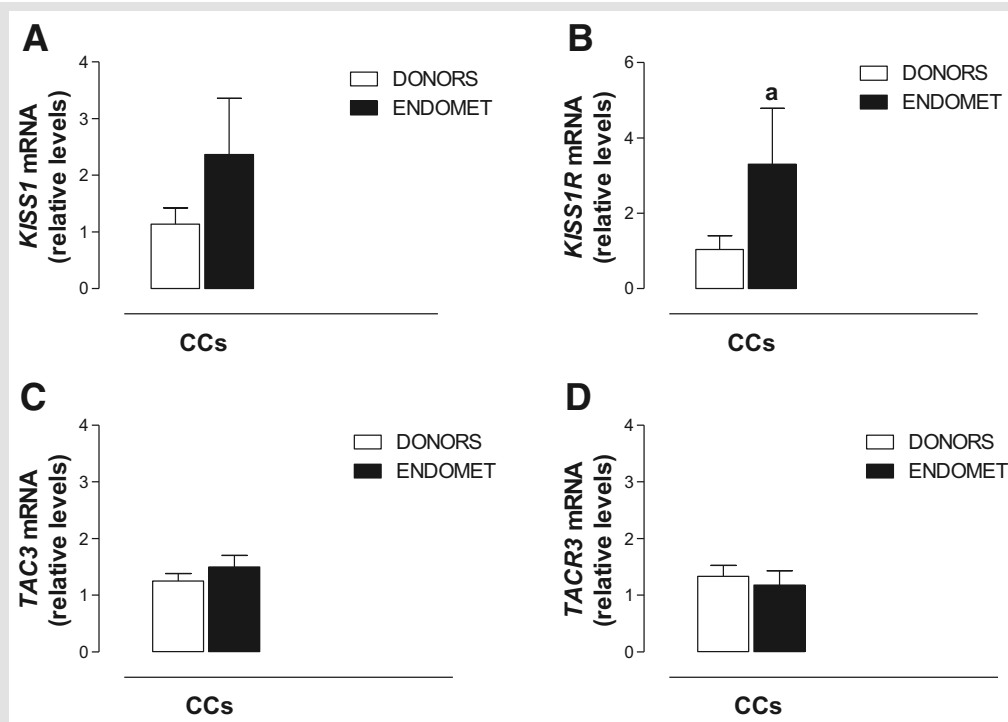 A
KISS1 mRNA
(relative levels)
4
3
2
1
0
DONORS
ENDOMET
CCs
B
KISS1R mRNA
(relative levels)
6
4
2
0
a
DONORS
ENDOMET
CCs
C
TAC3 mRNA
(relative levels)
4
3
2
1
0
DONORS
ENDOMET
CCs
D
TACR3 mRNA
(relative levels)
4
3
2
1
0
DONORS
ENDOMET
CCs